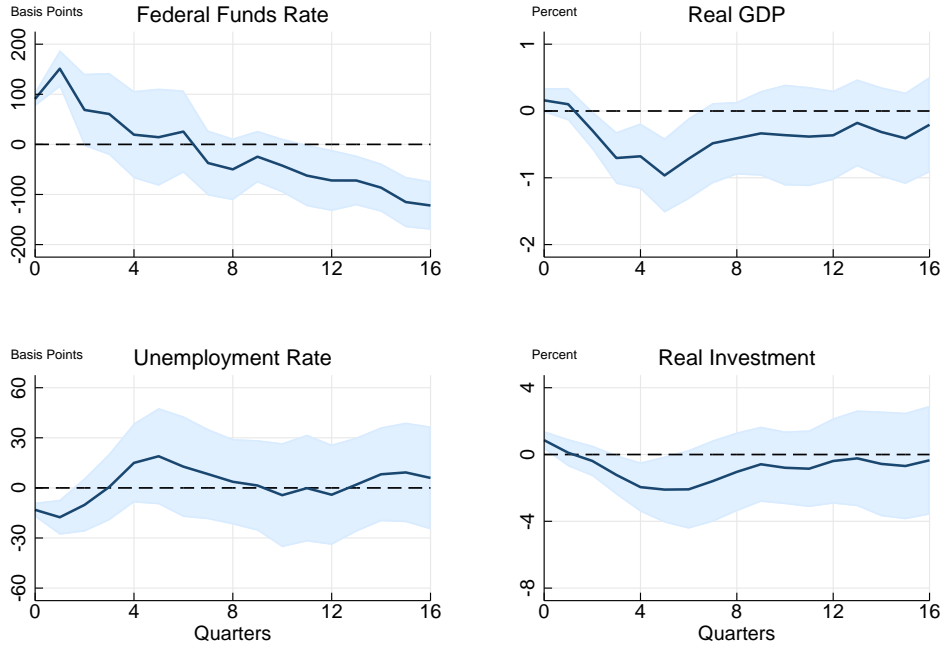 Basis Points
Federal Funds Rate
200
100
0
-100
-200
0 4 8 12 16
Percent
Real GDP
1
0
-1
-2
0 4 8 12 16
Basis Points
Unemployment Rate
60
30
0
-30
-60
0 4 8 12 16
Quarters
Percent
Real Investment
4
0
-4
-8
0 4 8 12 16
Quarters